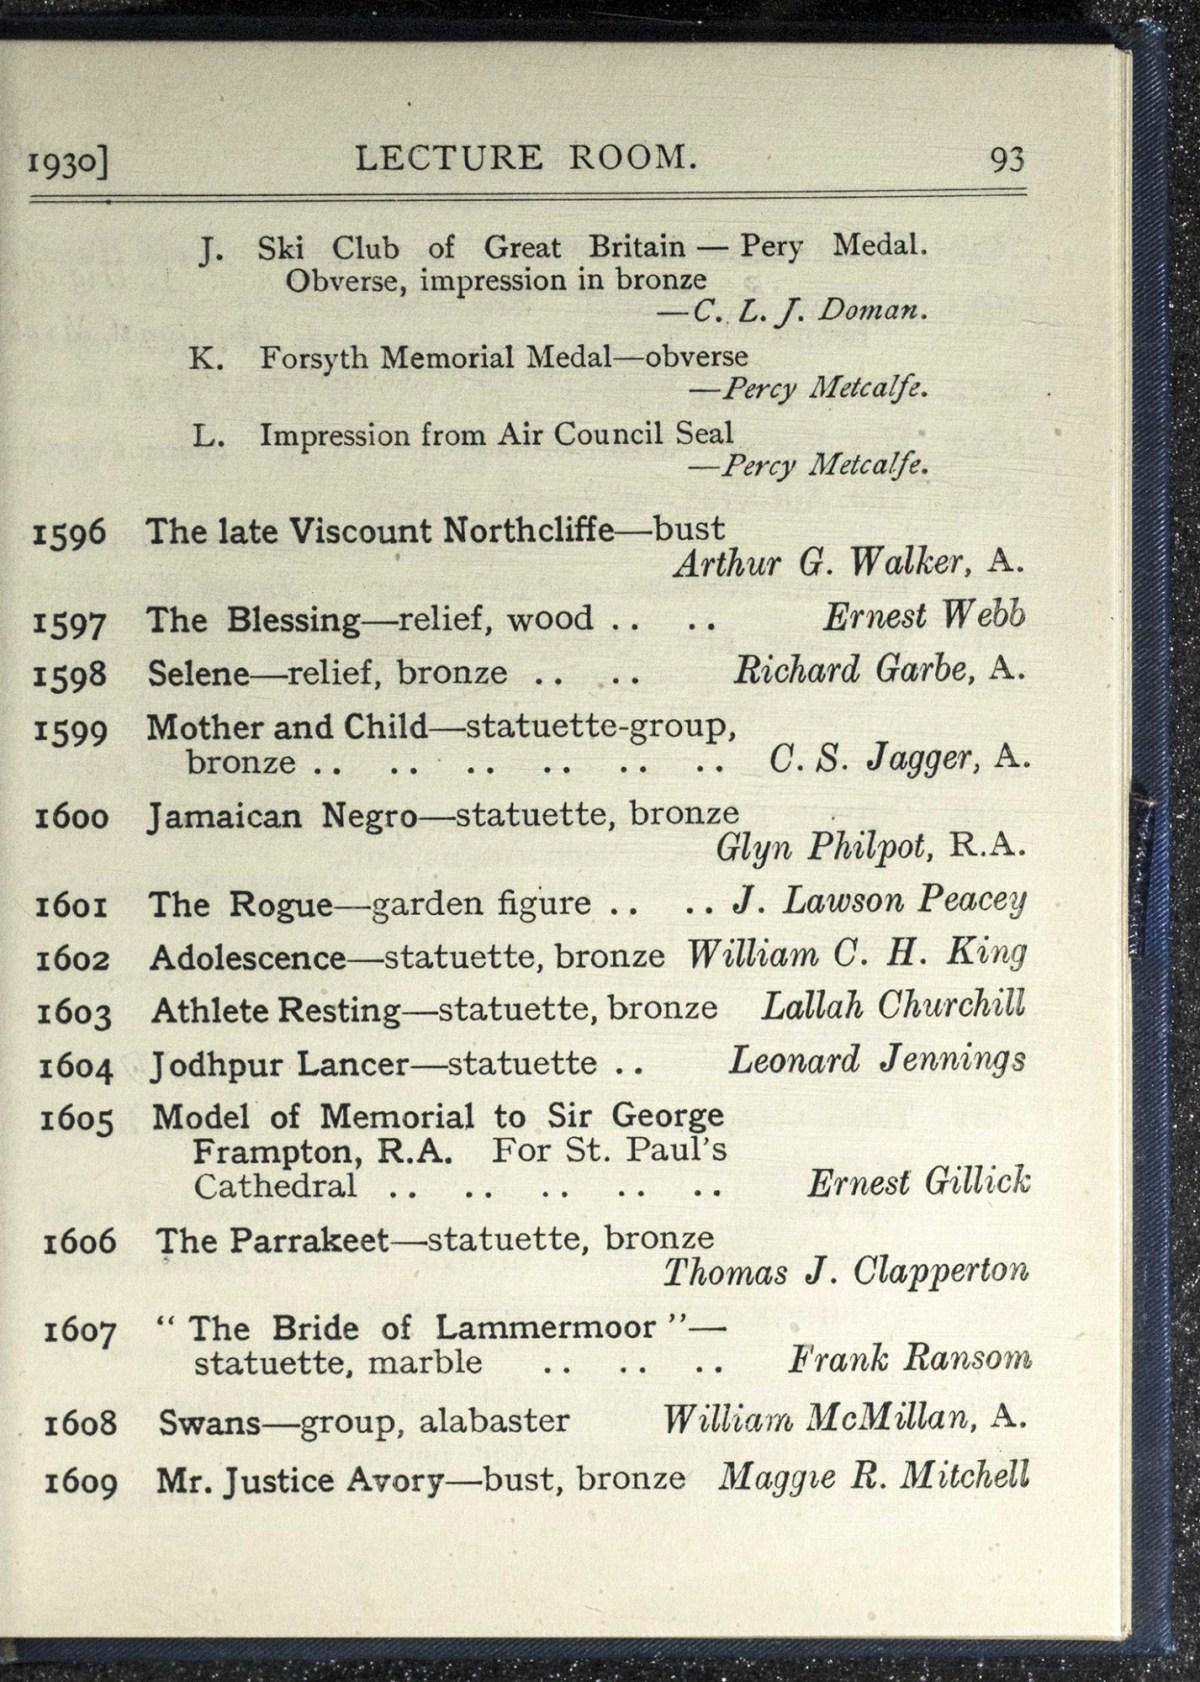 1930] LECTURE ROOM. 93
J. Ski Club of Great Britain — Pery Medal.
Obverse, impression in bronze
—C. L. J. Doman.
K. Forsyth Memorial Medal—obverse
—Percy Metcalfe.
L. Impression from Air Council Seal
—Percy Metcalfe.
1596 The late Viscount Northcliffe—bust
Arthur G. Walker, A.
1597 The Blessing—relief, wood .. .. Ernest Webb
1598 Selene—relief, bronze .. .. Richard Garbe, A.
1599 Mother and Child—statuette-group,
bronze .. .. .. .. .. .. C. S. Jagger, A.
1600 Jamaican Negro—statuette, bronze
Glyn Philpot, R.A.
1601 The Rogue—garden figure .. .. J. Lawson Peacey
1602 Adolescence—statuette, bronze William C. H. King
1603 Athlete Resting—statuette, bronze Lallah Churchill
1604 Jodhpur Lancer—statuette .. Leonard Jennings
1605 Model of Memorial to Sir George
Frampton, R.A. For St. Paul's
Cathedral .. .. .. .. .. Ernest Gillick
1606 The Parrakeet—statuette, bronze
Thomas J. Clapperton
1607 “ The Bride of Lammermoor ”—
statuette, marble .. .. .. Frank Ransom
1608 Swans—group, alabaster William McMillan, A.
1609 Mr. Justice Avory—bust, bronze Maggie R. Mitchell